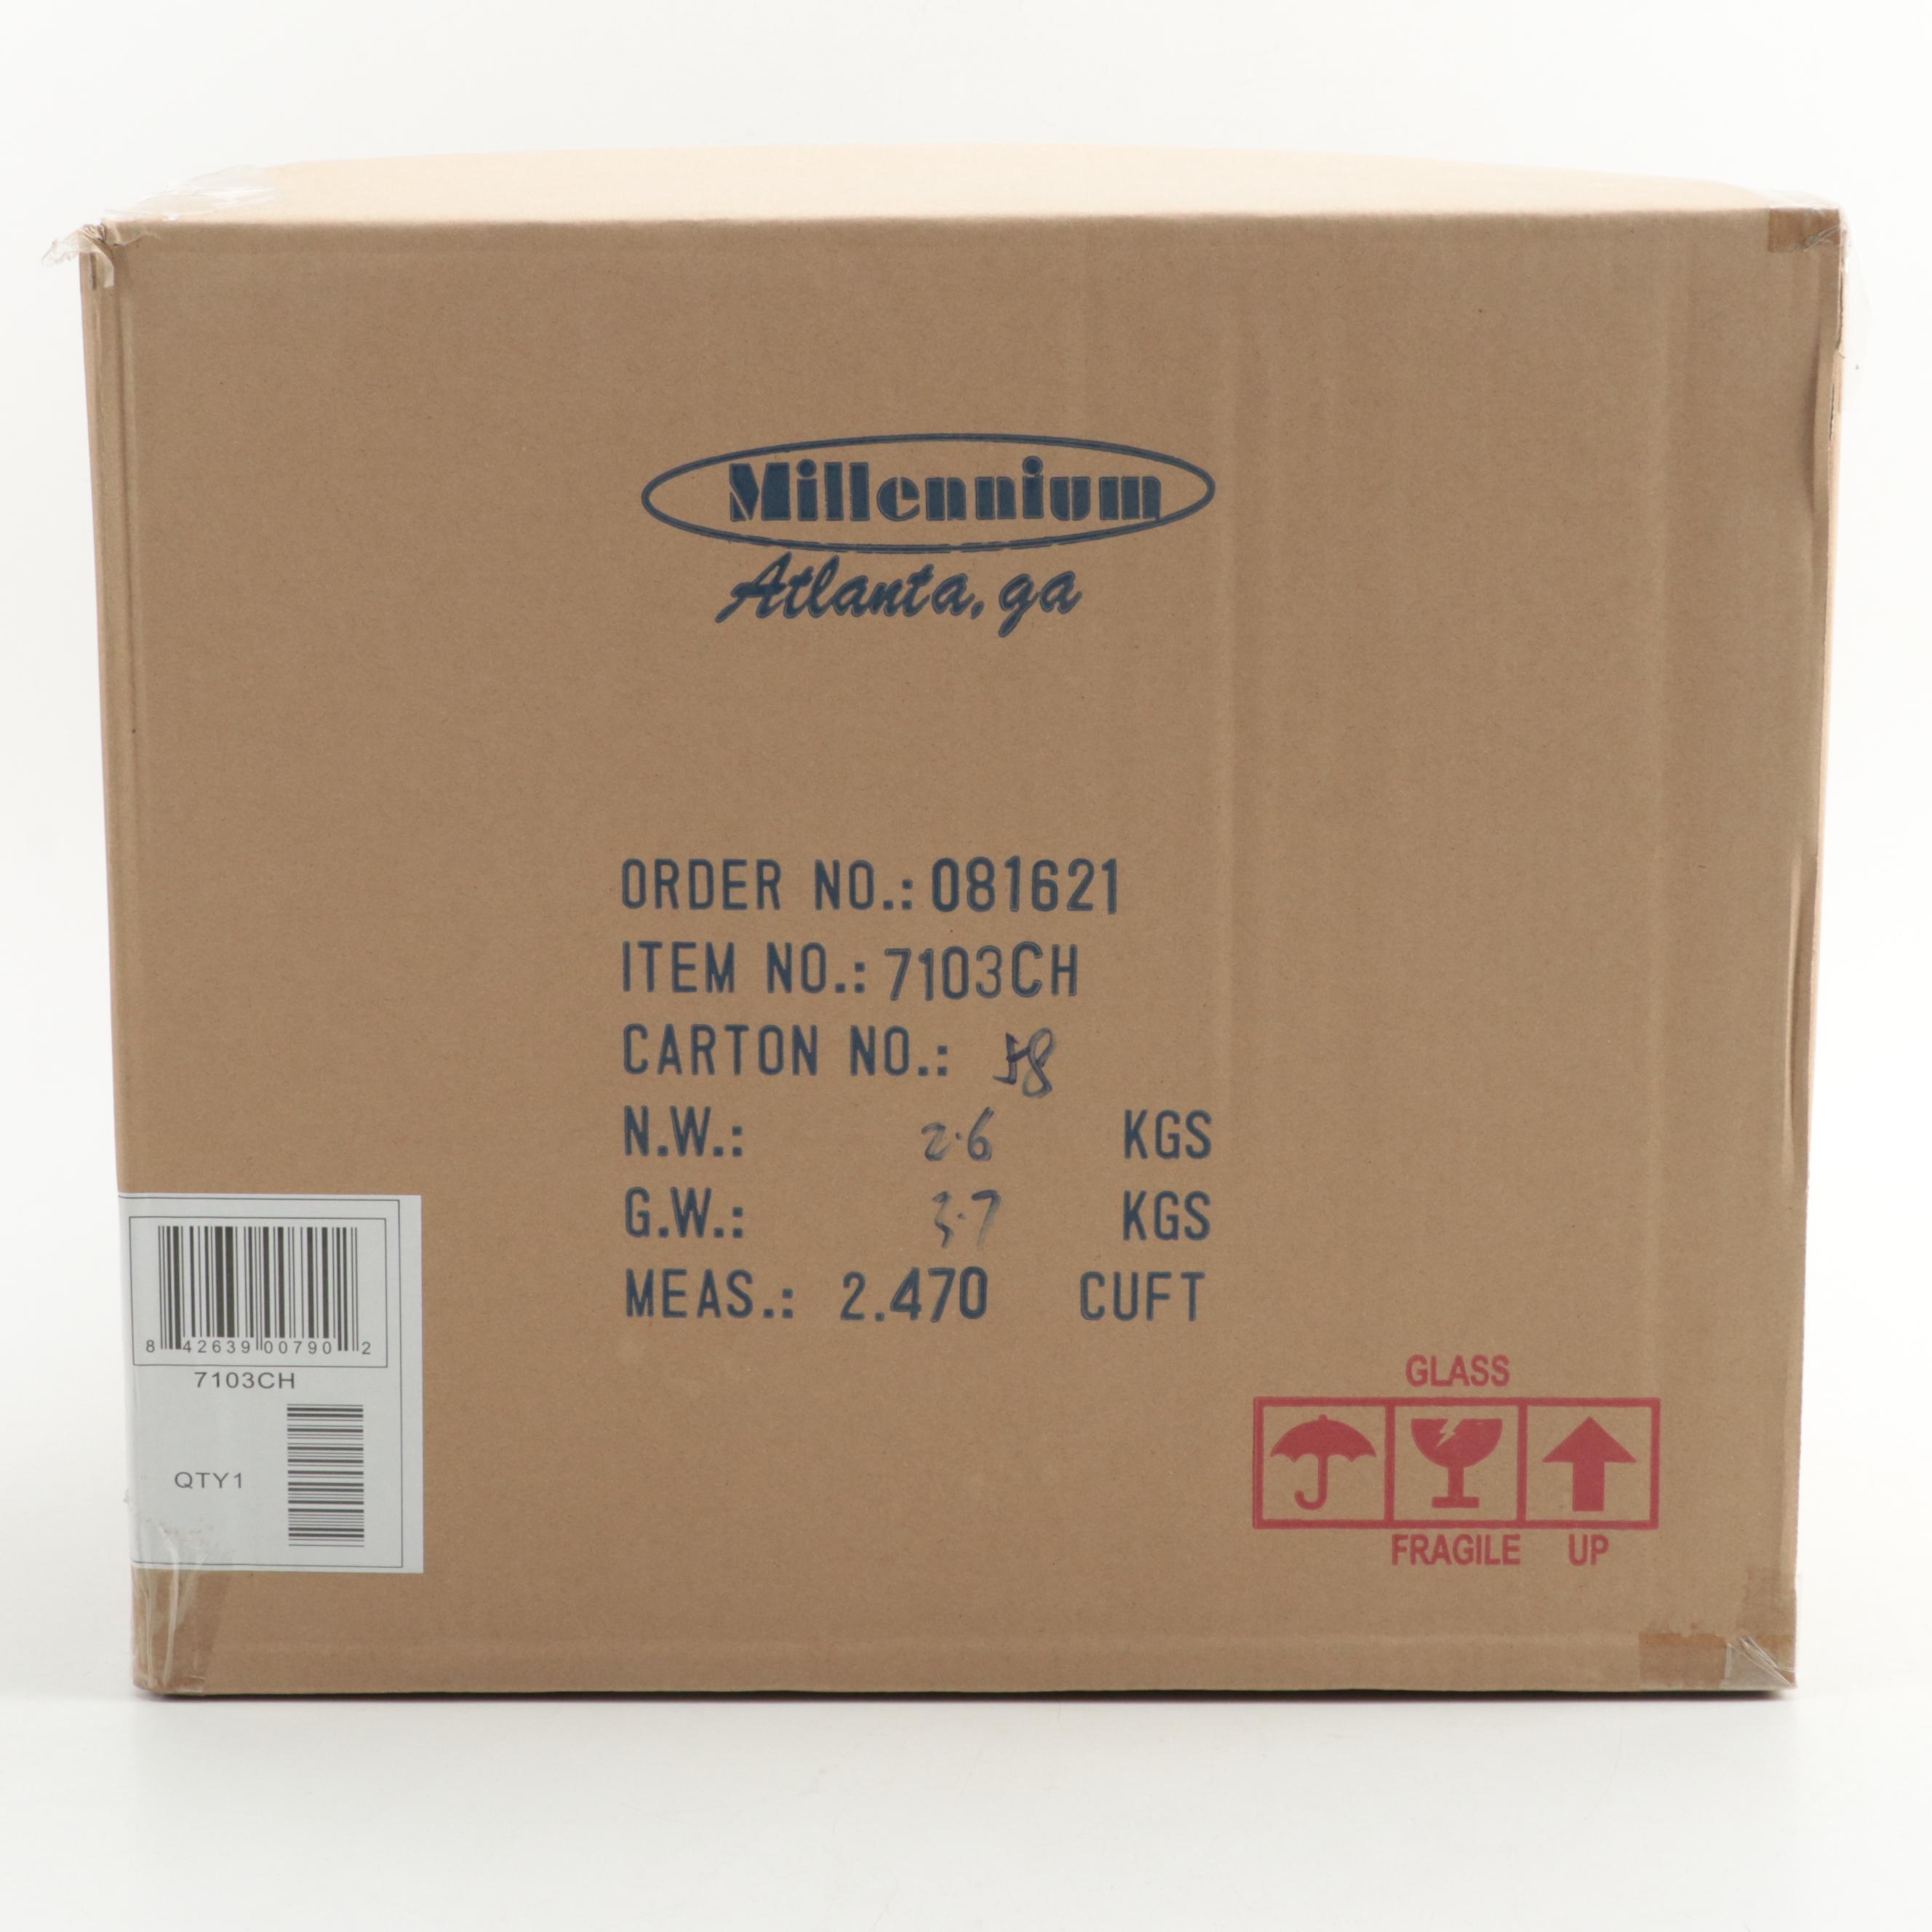 Millennium
Atlanta, ga
ORDER NO.: 081621
ITEM NO.: 7103CH
CARTON NO.: 58
N.W.: 2.6 KGS
G.W.: 3.7 KGS
MEAS.: 2.470 CUFT
8 42639 00790 2
7103CH
QTY1
GLASS
FRAGILE UP